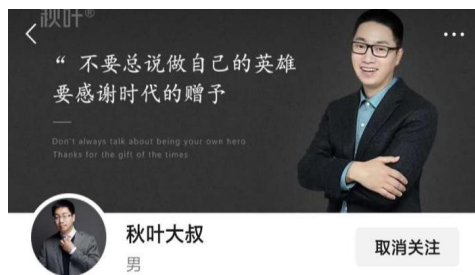 秋叶®
“ 不要总说做自己的英雄
要感谢时代的赠予
Don't always talk about being your own hero
Thanks for the gift of the times
秋叶大叔
男
取消关注